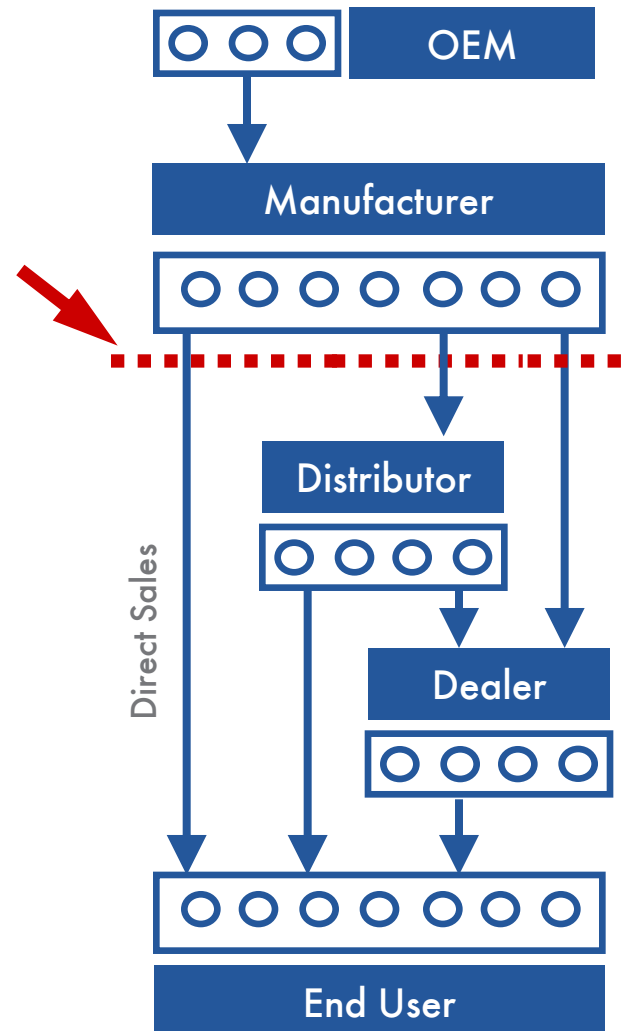 OEM
Manufacturer
Distributor
Direct Sales
Dealer
End User